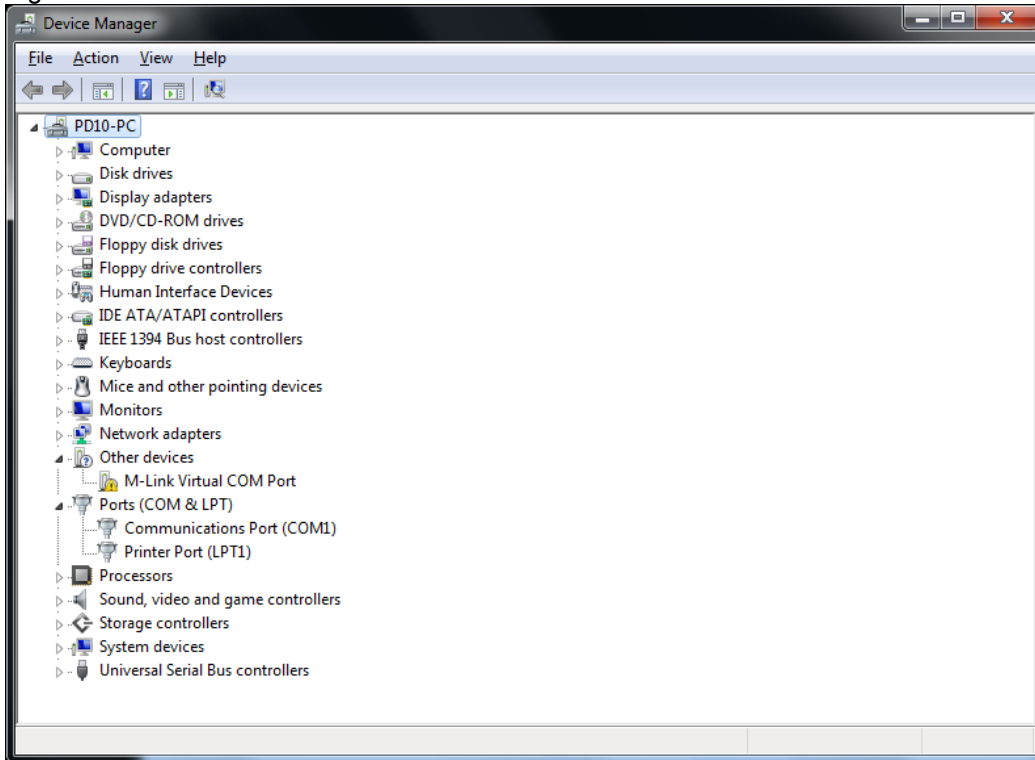 Device Manager
File Action View Help
PD10-PC
Computer
Disk drives
Display adapters
DVD/CD-ROM drives
Floppy disk drives
Floppy drive controllers
Human Interface Devices
IDE ATA/ATAPI controllers
IEEE 1394 Bus host controllers
Keyboards
Mice and other pointing devices
Monitors
Network adapters
Other devices
M-Link Virtual COM Port
Ports (COM & LPT)
Communications Port (COM1)
Printer Port (LPT1)
Processors
Sound, video and game controllers
Storage controllers
System devices
Universal Serial Bus controllers